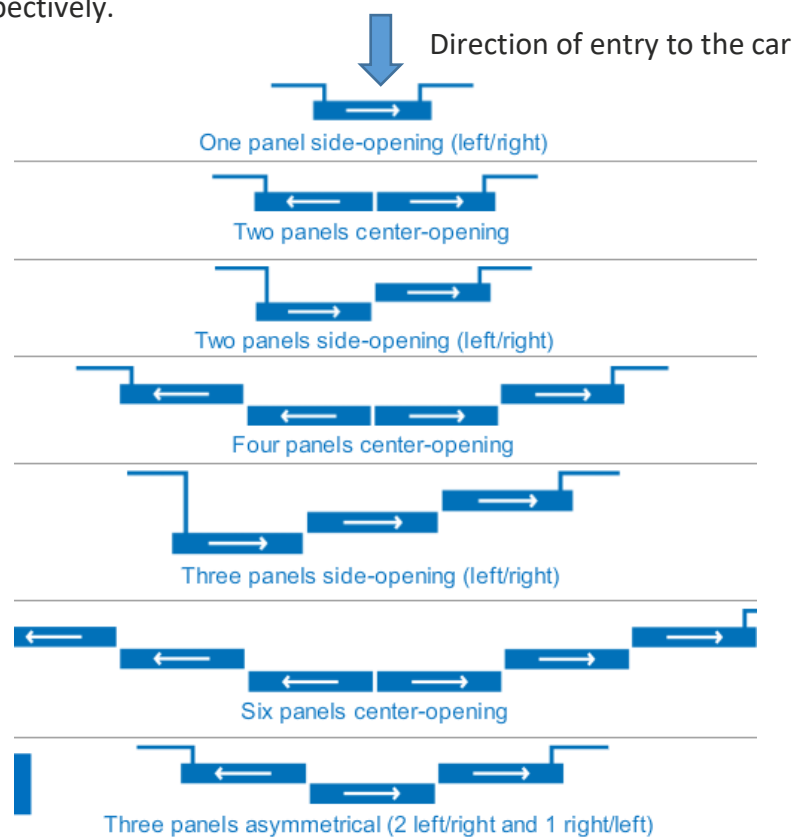 pectively.
Direction of entry to the car
One panel side-opening (left/right)
Two panels center-opening
Two panels side-opening (left/right)
Four panels center-opening
Three panels side-opening (left/right)
Six panels center-opening
Three panels asymmetrical (2 left/right and 1 right/left)